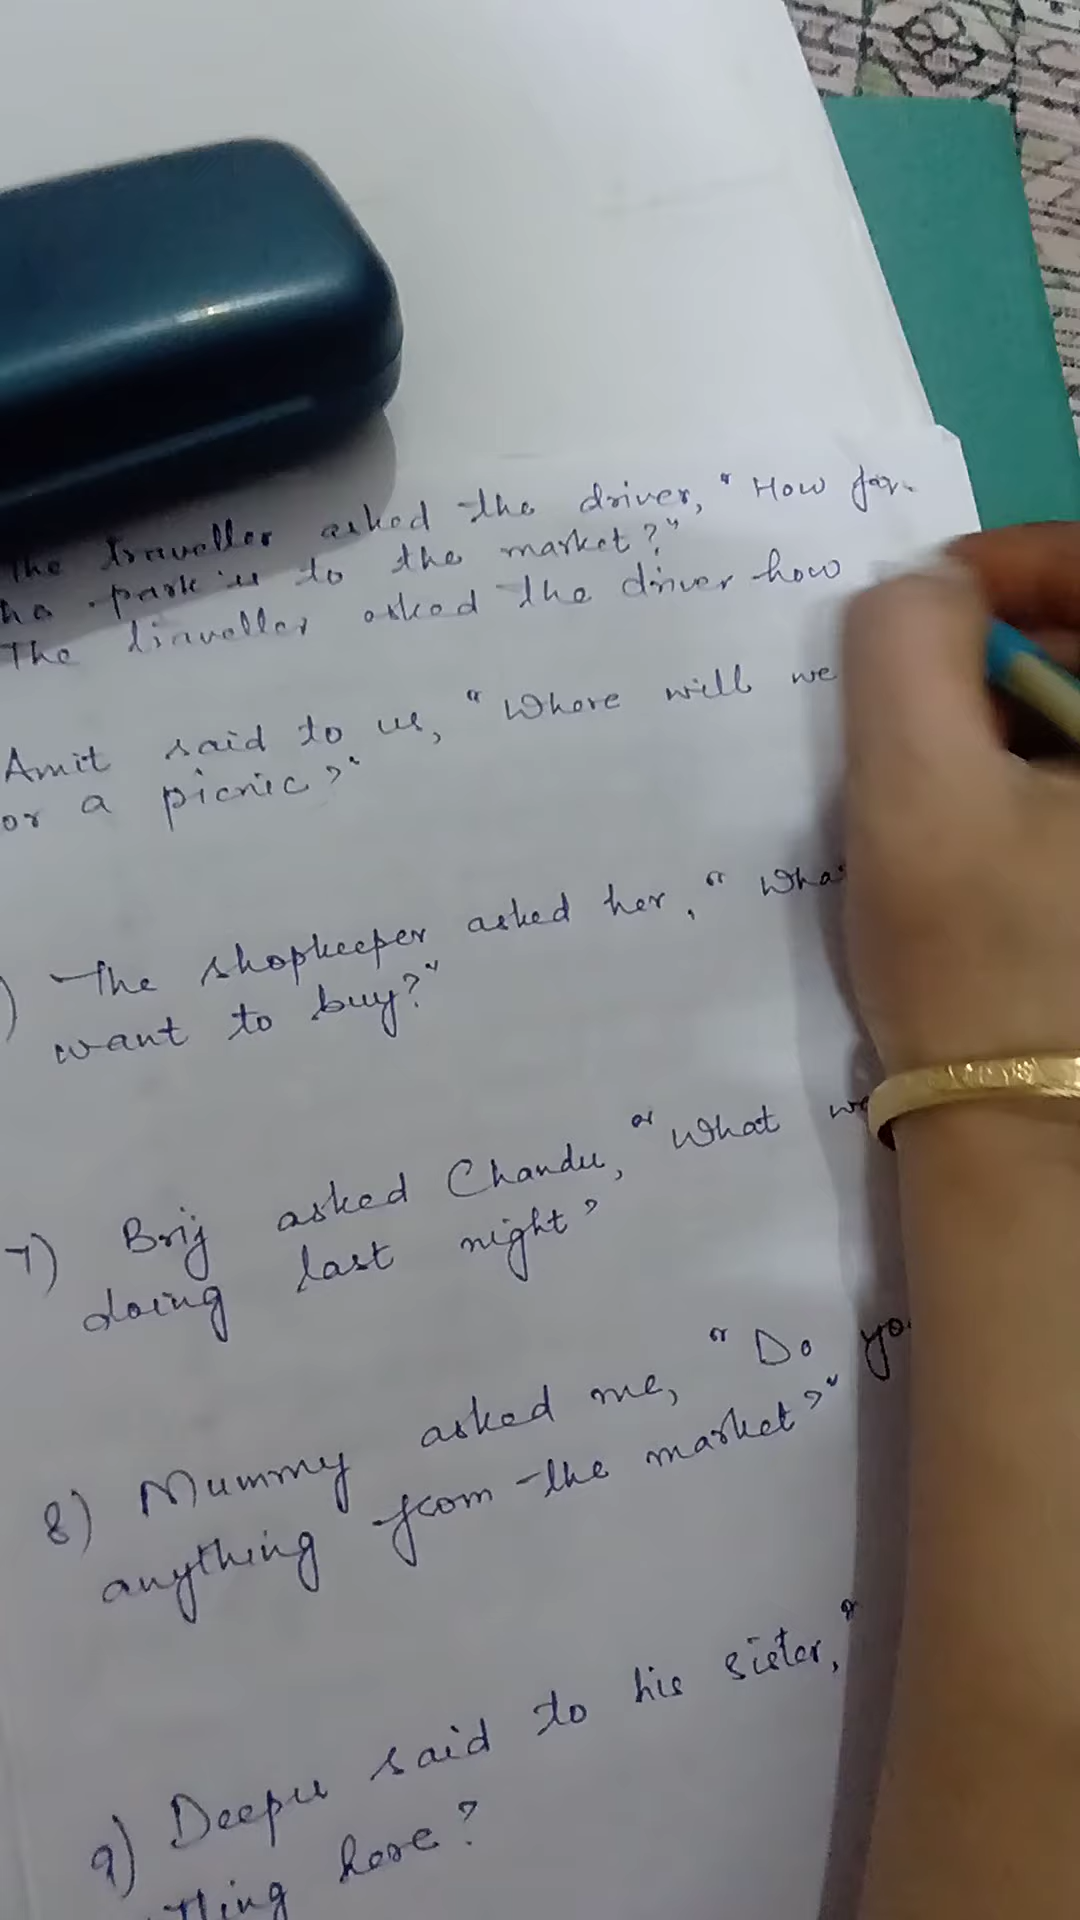 The traveller asked the driver, "How far
park is to the market?"
The traveller asked the driver how
Amit said to us, "Where will we
or a picnic?"
) The shopkeeper asked her, "
want to buy?"
7) Brij asked Chandu, "What
doing last night?
8) Mummy asked me, "Do
anything from the market?"
9) Deepu said to his sister, "
here?